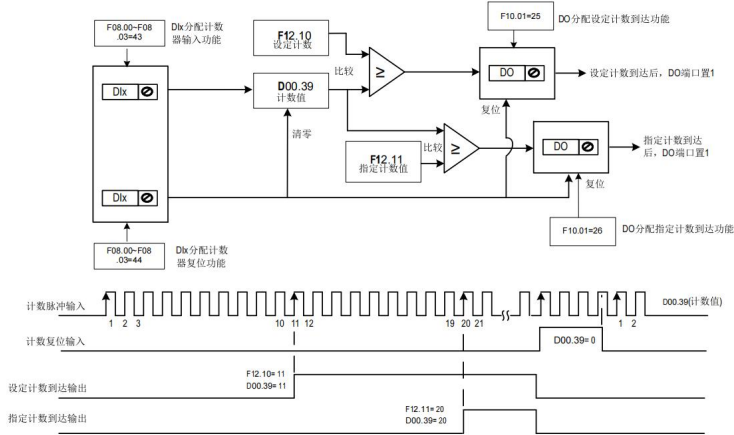 F08.00~F08
.03=43
DIx分配计数
器输入功能
F12.10
设定计数
F10.01=25
DO分配设定计数到达功能
DIx
D00.39
计数值
比较
≥
DO
设定计数到达后，DO端口置1
复位
清零
F12.11
指定计数值
比较
≥
DO
指定计数到达
后，DO端口置1
DIx
复位
F08.00~F08
.03=44
DIx分配计数
器复位功能
F10.01=26
DO分配指定计数到达功能
计数脉冲输入
D00.39(计数值)
1 2 3 10 11 12 19 20 21 1 2
计数复位输入
D00.39= 0
F12.10= 11
D00.39= 11
设定计数到达输出
F12.11= 20
D00.39= 20
指定计数到达输出